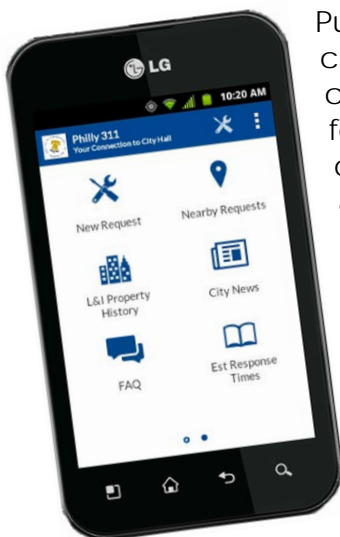 LG
10:20 AM
Philly 311
Your Connection to City Hall
New Request
Nearby Requests
L&I Property
History
City News
FAQ
Est Response
Times